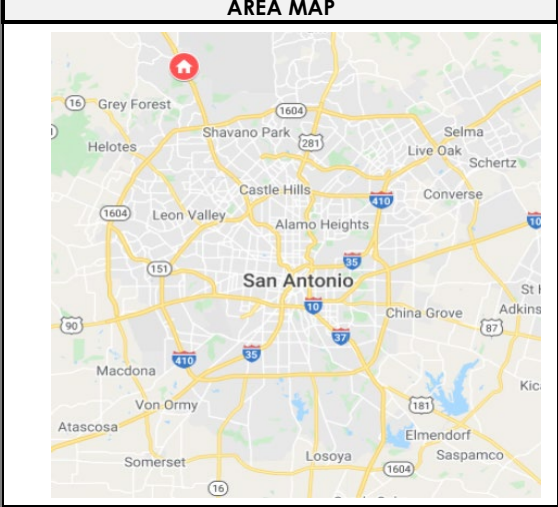 AREA MAP
16
Grey Forest
1604
Shavano Park
281
Selma
Helotes
Live Oak
Schertz
Castle Hills
410
Converse
1604
Leon Valley
Alamo Heights
10
35
151
San Antonio
10
St H
Adkins
China Grove
90
87
37
35
410
Macdona
Kic
Von Ormy
181
Atascosa
Elmendorf
Saspamco
Losoya
Somerset
1604
16